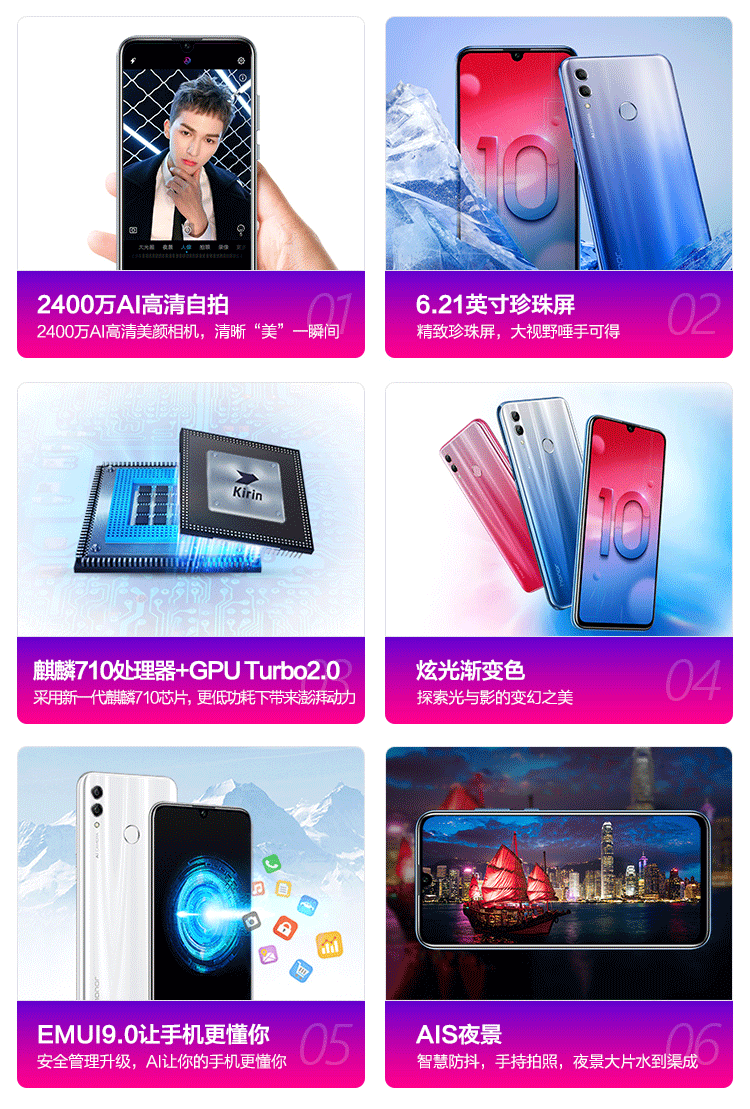 2400万AI高清自拍
01
2400万AI高清美颜相机，清晰“美”一瞬间
10
6.21英寸珍珠屏
02
精致珍珠屏，大视野唾手可得
Kirin
麒麟710处理器+GPU Turbo2.0
03
采用新一代麒麟710芯片, 更低功耗下带来澎湃动力
10
炫光渐变色
04
探索光与影的变幻之美
honor
EMUI9.0让手机更懂你
05
安全管理升级，AI让你的手机更懂你
AIS夜景
06
智慧防抖，手持拍照，夜景大片水到渠成